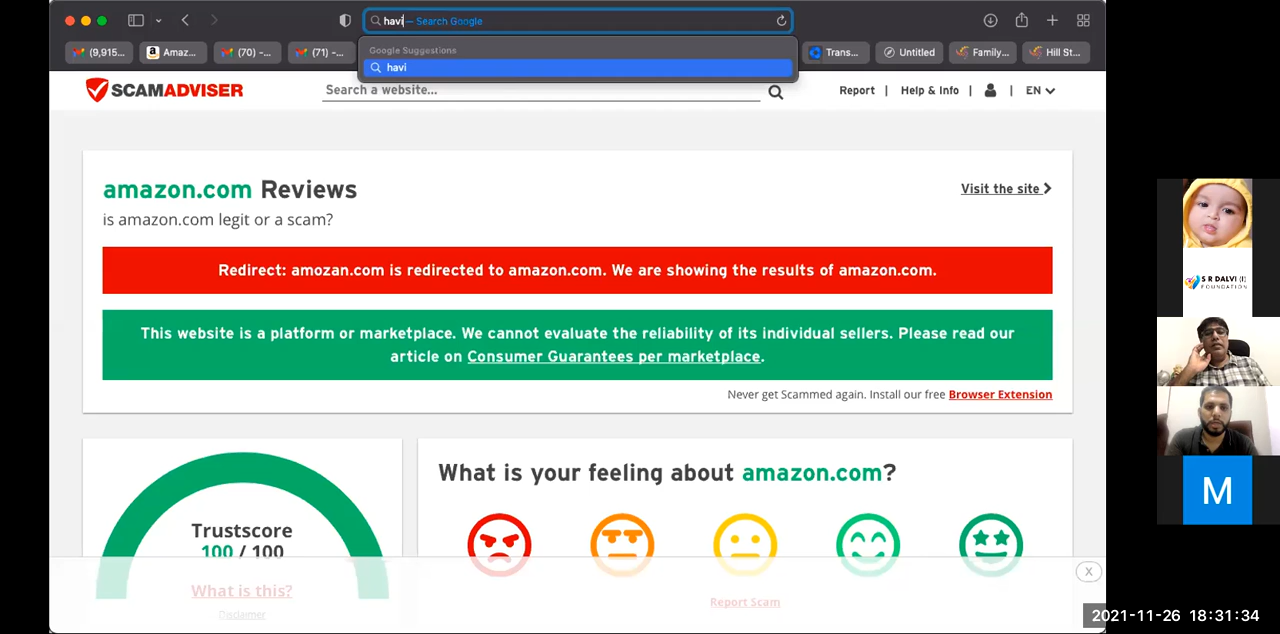 havi — Search Google
(9,915...
Amaz...
(70) -...
(71) -...
Trans...
Untitled
Family...
Hill St...
Google Suggestions
havi
SCAMADVISER
Search a website...
Report | Help & Info | | EN
amazon.com Reviews
Visit the site
is amazon.com legit or a scam?
Redirect: amozan.com is redirected to amazon.com. We are showing the results of amazon.com.
This website is a platform or marketplace. We cannot evaluate the reliability of its individual sellers. Please read our
article on Consumer Guarantees per marketplace.
Never get Scammed again. Install our free Browser Extension
What is your feeling about amazon.com?
Trustscore
100 / 100
What is this?
Disclaimer
Report Scam
X
S R DALVI (I)
FOUNDATION
M
2021-11-26 18:31:34